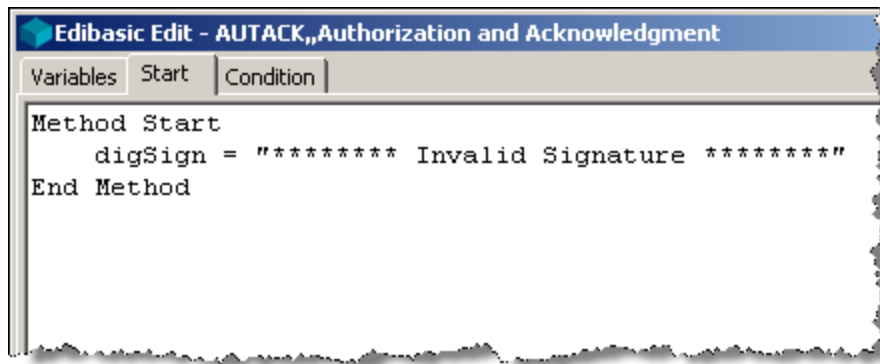 Edibasic Edit - AUTACK,,Authorization and Acknowledgment
Variables Start Condition
Method Start
    digSign = "******** Invalid Signature ********"
End Method